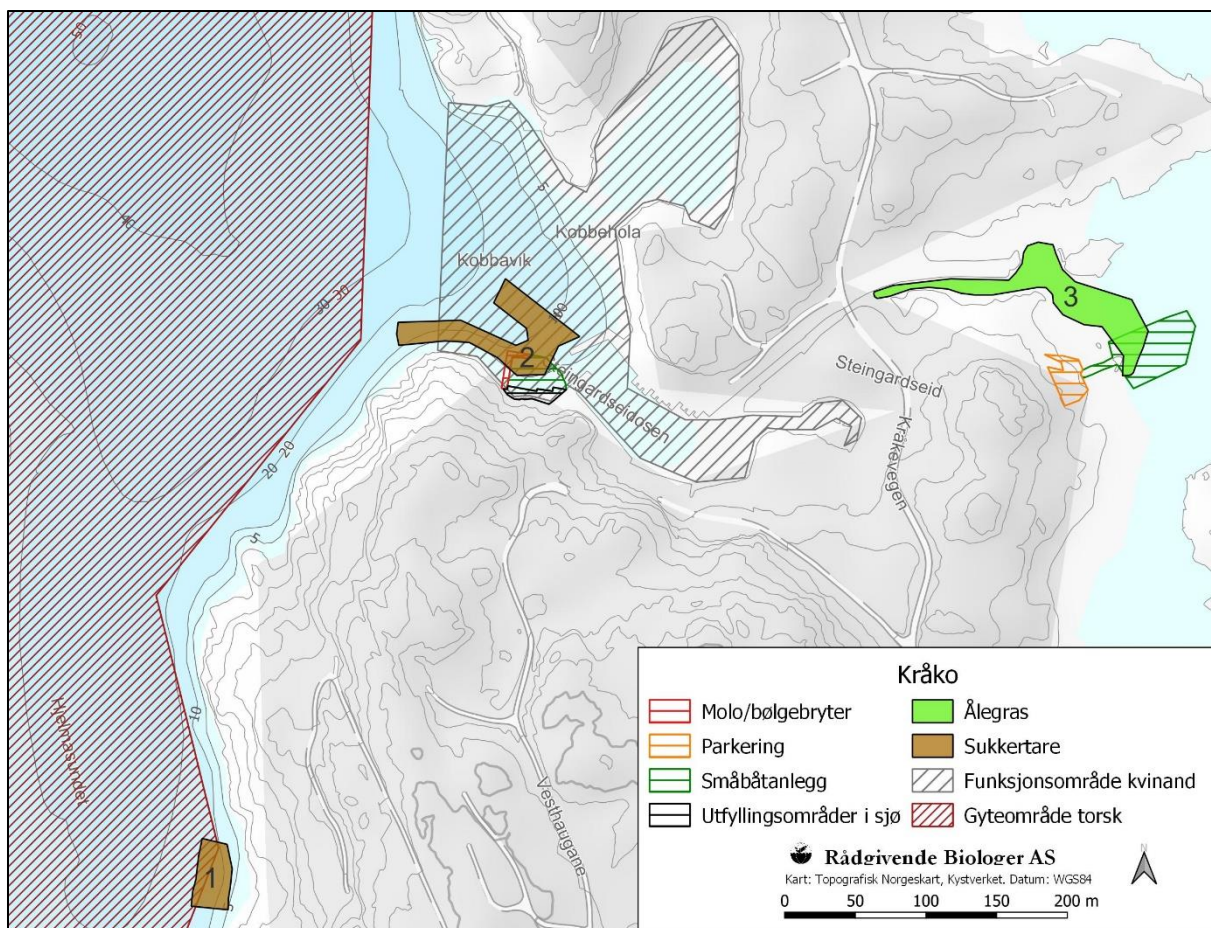 50
40
30
30
20
20
5
10
5
5
100
Kobbehola
Kobbavik
2
Steingardseidosen
Steingardseid
Kråkevegen
3
Hjelmasundet
Vesthaugane
1
Kråko
Molo/bølgebryter
Parkering
Småbåtanlegg
Utfyllingsområder i sjø
Ålegras
Sukkertare
Funksjonsområde kvinand
Gyteområde torsk
Rådgivende Biologer AS
Kart: Topografisk Norgeskart, Kystverket. Datum: WGS84
N
0 50 100 150 200 m